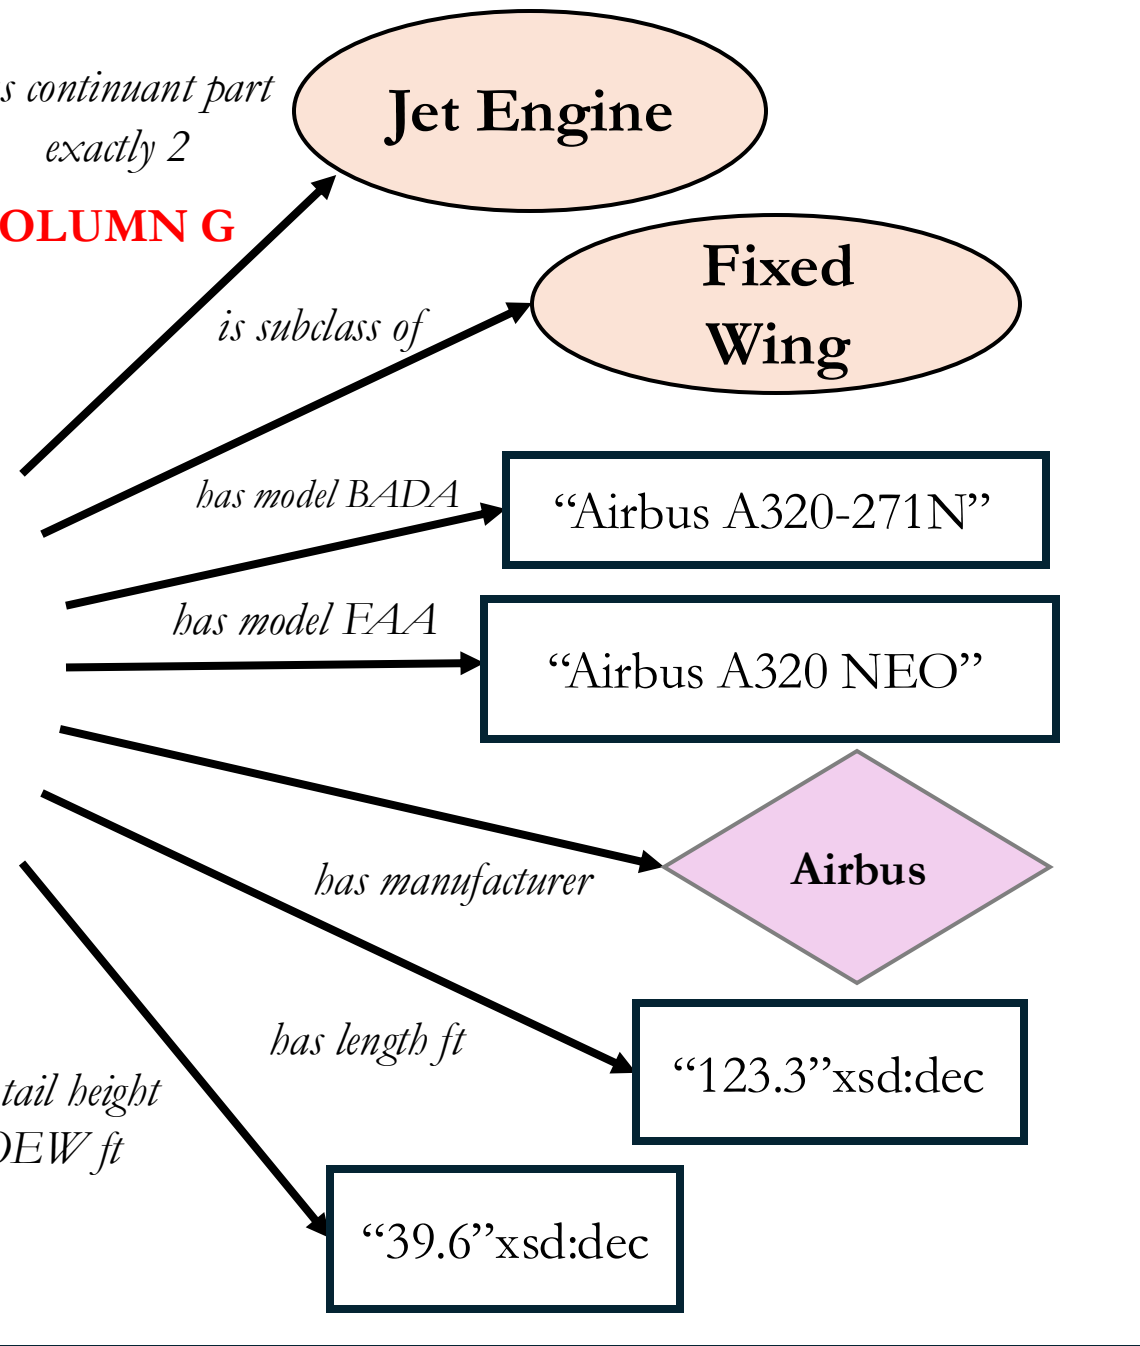 s continuant part
exactly 2
OLUMN G
Jet Engine
is subclass of
Fixed
Wing
has model BADA
“Airbus A320-271N”
has model FAA
“Airbus A320 NEO”
has manufacturer
Airbus
has length ft
“123.3”xsd:dec
tail height
OEW ft
“39.6”xsd:dec